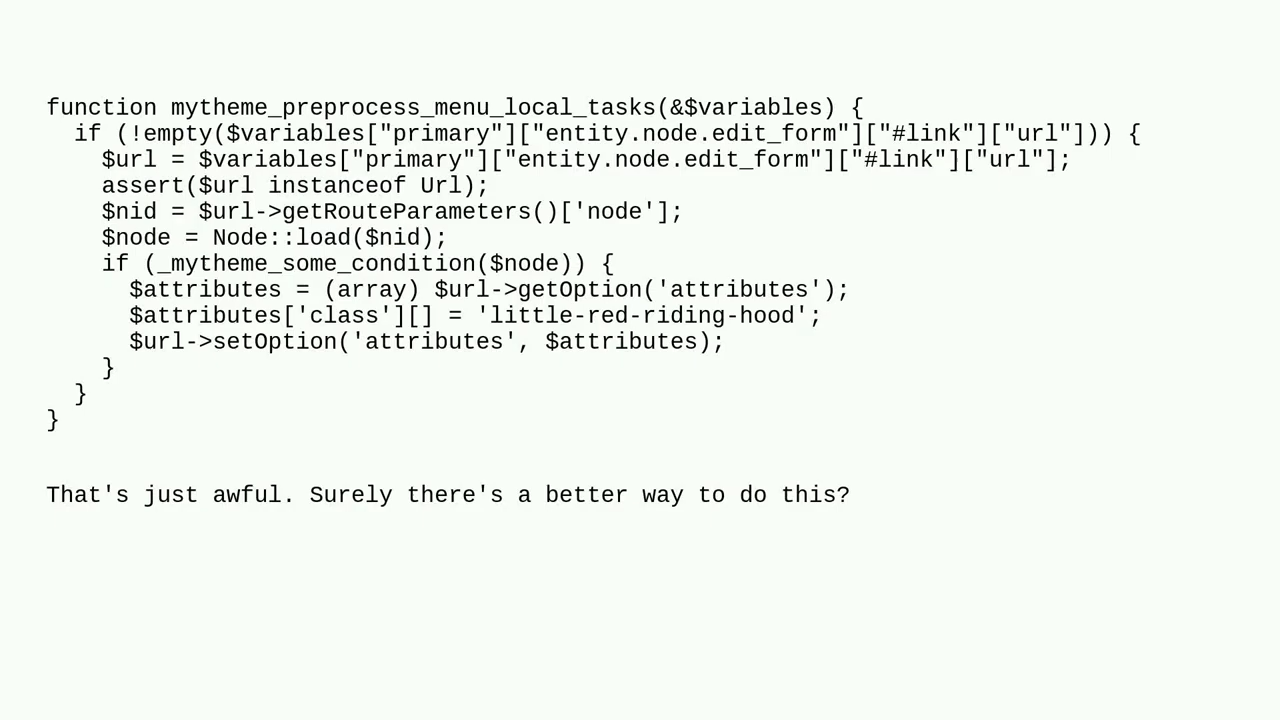 function mytheme_preprocess_menu_local_tasks(&$variables) {
  if (!empty($variables["primary"]["entity.node.edit_form"]["#link"]["url"])) {
    $url = $variables["primary"]["entity.node.edit_form"]["#link"]["url"];
    assert($url instanceof Url);
    $nid = $url->getRouteParameters()['node'];
    $node = Node::load($nid);
    if (_mytheme_some_condition($node)) {
      $attributes = (array) $url->getOption('attributes');
      $attributes['class'][] = 'little-red-riding-hood';
      $url->setOption('attributes', $attributes);
    }
  }
}
That's just awful. Surely there's a better way to do this?